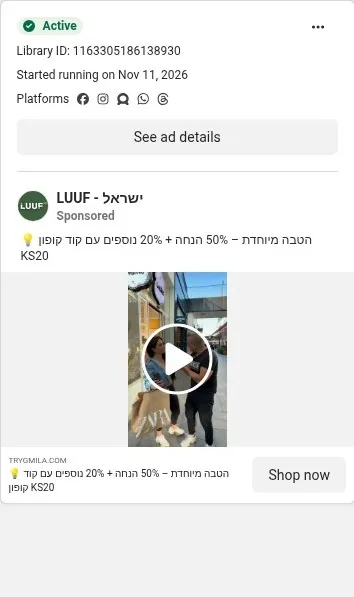 Active
Library ID: 1163305186138930
Started running on Nov 11, 2026
Platforms
See ad details
LUUF
LUUF - ישראל
Sponsored
💡 הטבה מיוחדת – 50% הנחה + 20% נוספים עם קוד קופון
KS20
TRYGMILA.COM
💡 הטבה מיוחדת – 50% הנחה + 20% נוספים עם קוד
קופון KS20
Shop now